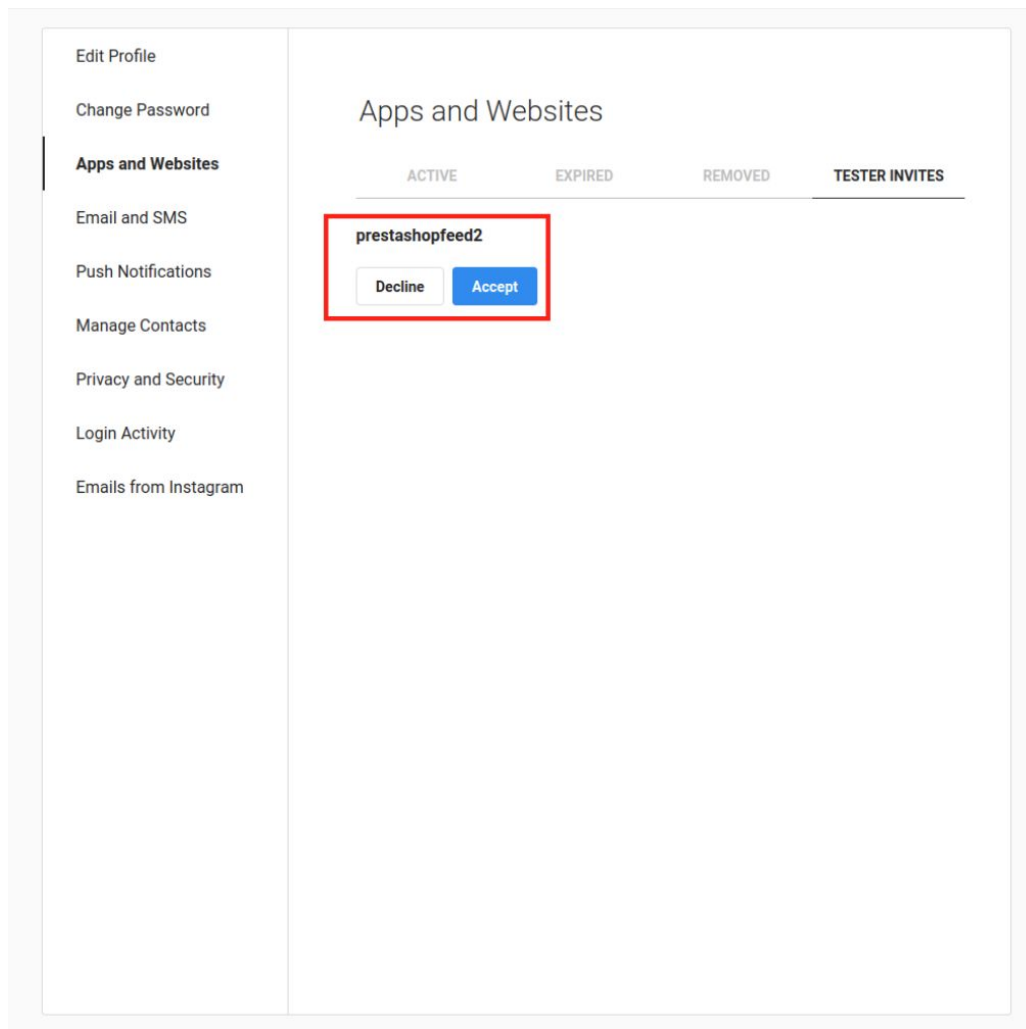 Edit Profile
Change Password
Apps and Websites
Email and SMS
Push Notifications
Manage Contacts
Privacy and Security
Login Activity
Emails from Instagram
Apps and Websites
ACTIVE EXPIRED REMOVED TESTER INVITES
prestashopfeed2
Decline Accept